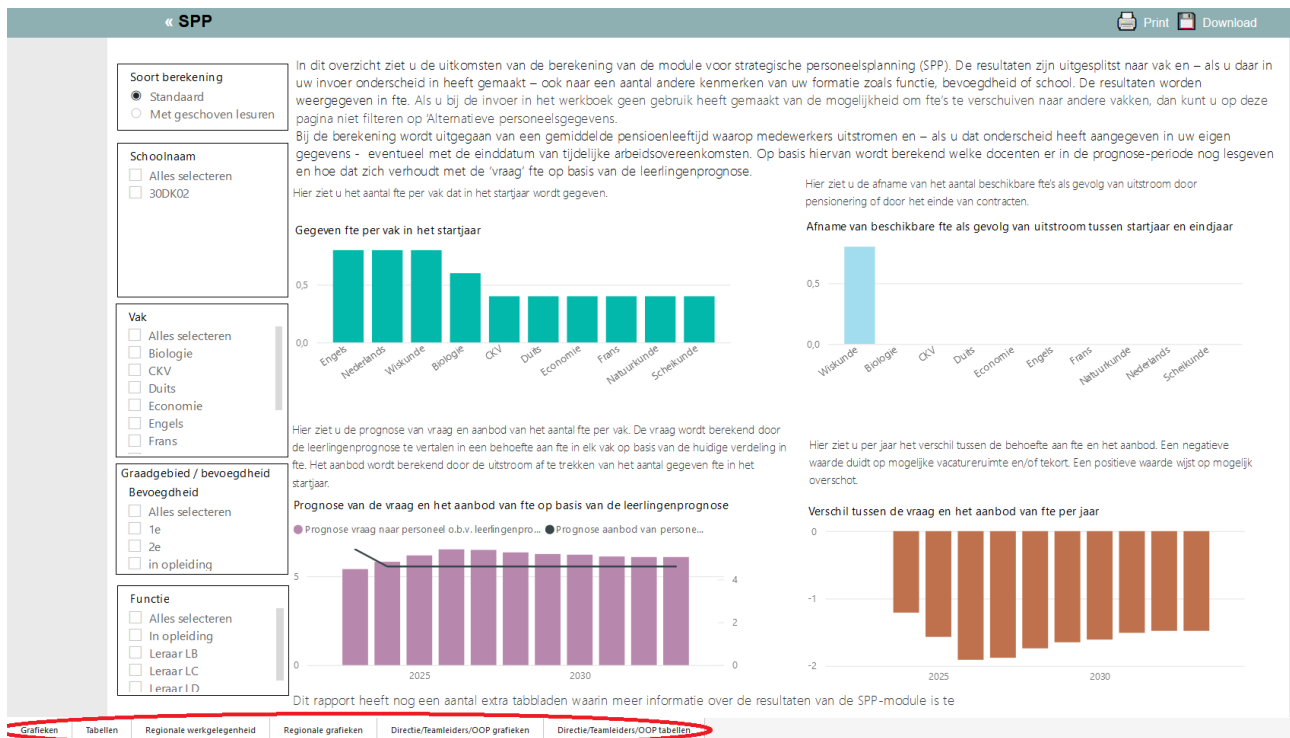 « SPP
Print Download
Soort berekening
Standaard
Met geschoven lesuren
Schoolnaam
Alles selecteren
30DK02
Vak
Alles selecteren
Biologie
CKV
Duits
Economie
Engels
Frans
Graadgebied / bevoegdheid
Bevoegdheid
Alles selecteren
1e
2e
in opleiding
Functie
Alles selecteren
In opleiding
Leraar LB
Leraar LC
Leraar LD
In dit overzicht ziet u de uitkomsten van de berekening van de module voor strategische personeelsplanning (SPP). De resultaten zijn uitgesplitst naar vak en – als u daar in
uw invoer onderscheid in heeft gemaakt – ook naar een aantal andere kenmerken van uw formatie zoals functie, bevoegdheid of school. De resultaten worden
weergegeven in fte. Als u bij de invoer in het werkboek geen gebruik heeft gemaakt van de mogelijkheid om fte's te verschuiven naar andere vakken, dan kunt u op deze
pagina niet filteren op 'Alternatieve personeelsgegevens.
Bij de berekening wordt uitgegaan van een gemiddelde pensioenleeftijd waarop medewerkers uitstromen en – als u dat onderscheid heeft aangegeven in uw eigen
gegevens - eventueel met de einddatum van tijdelijke arbeidsovereenkomsten. Op basis hiervan wordt berekend welke docenten er in de prognose-periode nog lesgeven
en hoe dat zich verhoudt met de 'vraag' fte op basis van de leerlingenprognose.
Hier ziet u het aantal fte per vak dat in het startjaar wordt gegeven.
Gegeven fte per vak in het startjaar
0,5
0,0
Engels Nederlands Wiskunde Biologie CKV Duits Economie Frans Natuurkunde Scheikunde
Hier ziet u de afname van het aantal beschikbare fte's als gevolg van uitstroom door
pensionering of door het einde van contracten.
Afname van beschikbare fte als gevolg van uitstroom tussen startjaar en eindjaar
0,5
0,0
Wiskunde Biologie CKV Duits Economie Engels Frans Natuurkunde Nederlands Scheikunde
Hier ziet u de prognose van vraag en aanbod van het aantal fte per vak. De vraag wordt berekend door
de leerlingenprognose te vertalen in een behoefte aan fte in elk vak op basis van de huidige verdeling in
fte. Het aanbod wordt berekend door de uitstroom af te trekken van het aantal gegeven fte in het
startjaar.
Prognose van de vraag en het aanbod van fte op basis van de leerlingenprognose
Prognose vraag naar personeel o.b.v. leerlingenpro... Prognose aanbod van persone...
5
0
4
2
0
2025 2030
Hier ziet u per jaar het verschil tussen de behoefte aan fte en het aanbod. Een negatieve
waarde duidt op mogelijke vacatureruimte en/of tekort. Een positieve waarde wijst op mogelijk
overschot.
Verschil tussen de vraag en het aanbod van fte per jaar
0
-1
-2
2025 2030
Dit rapport heeft nog een aantal extra tabbladen waarin meer informatie over de resultaten van de SPP-module is te
Grafieken Tabellen Regionale werkgelegenheid Regionale grafieken Directie/Teamleiders/OOP grafieken Directie/Teamleiders/OOP tabellen